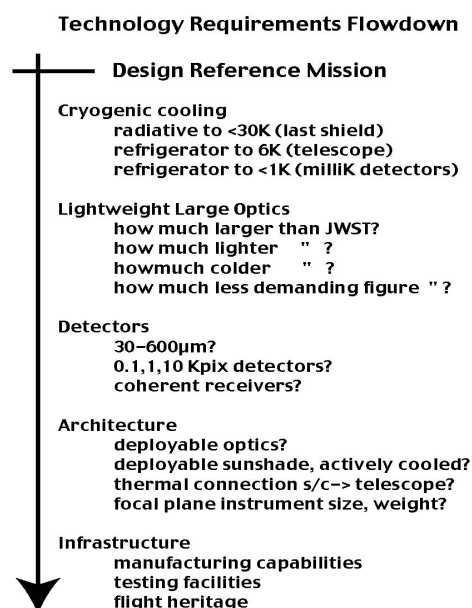 Technology Requirements Flowdown
Design Reference Mission
Cryogenic cooling
radiative to <30K (last shield)
refrigerator to 6K (telescope)
refrigerator to <1K (milliK detectors)
Lightweight Large Optics
how much larger than JWST?
how much lighter " ?
howmuch colder " ?
how much less demanding figure " ?
Detectors
30-600µm?
0.1,1,10 Kpix detectors?
coherent receivers?
Architecture
deployable optics?
deployable sunshade, actively cooled?
thermal connection s/c-> telescope?
focal plane instrument size, weight?
Infrastructure
manufacturing capabilities
testing facilities
flight heritage